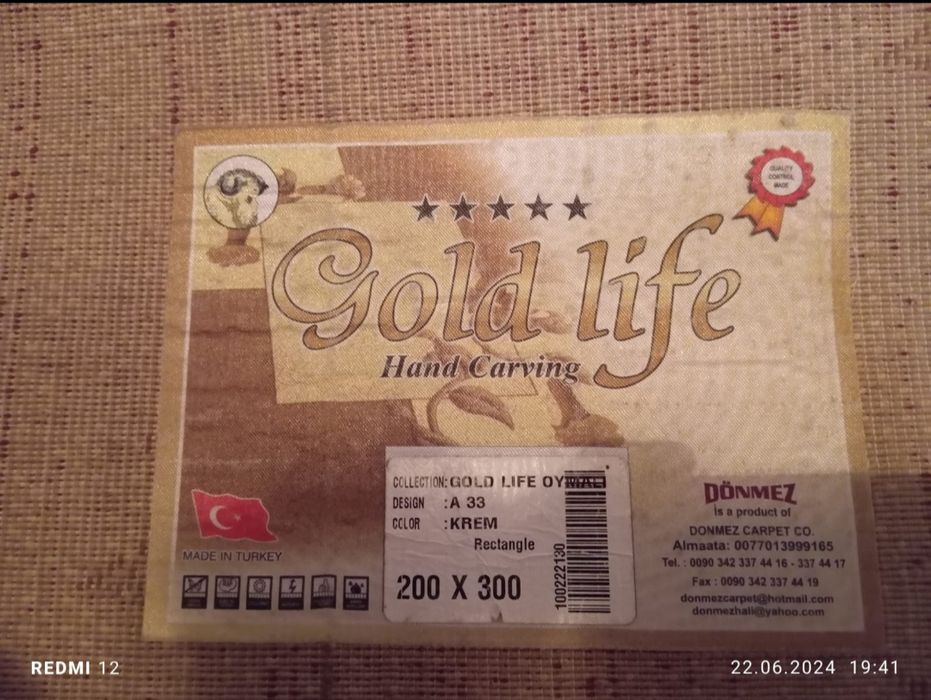 QUALITY
CONTROL
MADE
Gold life
Hand Carving
COLLECTION: GOLD LIFE OYMALI
DESIGN : A 33
COLOR : KREM
Rectangle
200 X 300
100222130
MADE IN TURKEY
DÖNMEZ
is a product of
DONMEZ CARPET CO.
Almaata: 0077013999165
Tel. : 0090 342 337 44 16 - 337 44 17
Fax : 0090 342 337 44 19
donmezcarpet@hotmail.com
donmezhali@yahoo.com
REDMI 12
22.06.2024 19:41